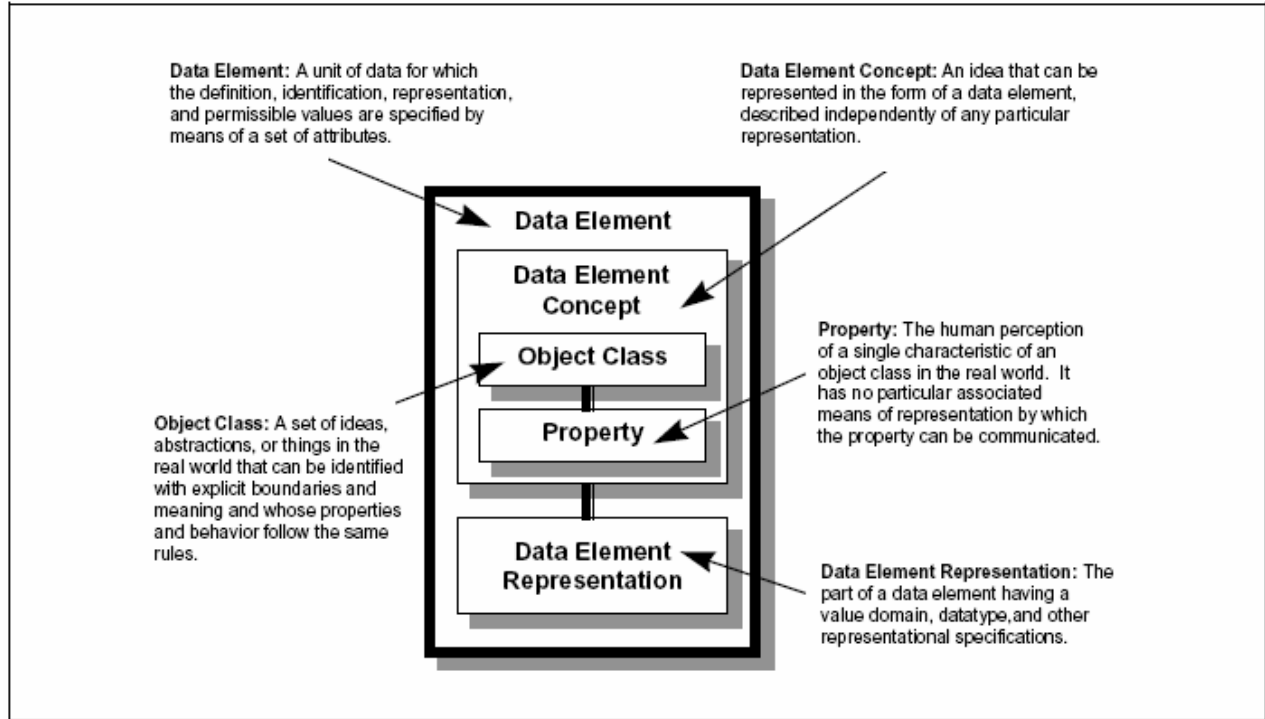 Data Element: A unit of data for which
the definition, identification, representation,
and permissible values are specified by
means of a set of attributes.
Data Element Concept: An idea that can be
represented in the form of a data element,
described independently of any particular
representation.
Data Element
Data Element
Concept
Object Class
Property
Data Element
Representation
Property: The human perception
of a single characteristic of an
object class in the real world. It
has no particular associated
means of representation by which
the property can be communicated.
Object Class: A set of ideas,
abstractions, or things in the
real world that can be identified
with explicit boundaries and
meaning and whose properties
and behavior follow the same
rules.
Data Element Representation: The
part of a data element having a
value domain, datatype,and other
representational specifications.